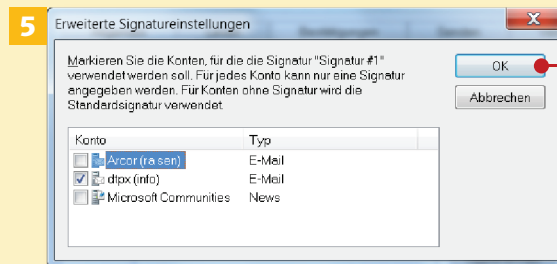 5
Erweiterte Signatureinstellungen
Markieren Sie die Konten, für die die Signatur "Signatur #1"
verwendet werden soll. Für jedes Konto kann nur eine Signatur
angegeben werden. Für Konten ohne Signatur wird die
Standardsignatur verwendet.
OK
Abbrechen
Konto Typ
Arcor (raisen) E-Mail
dtpx (info) E-Mail
Microsoft Communities News